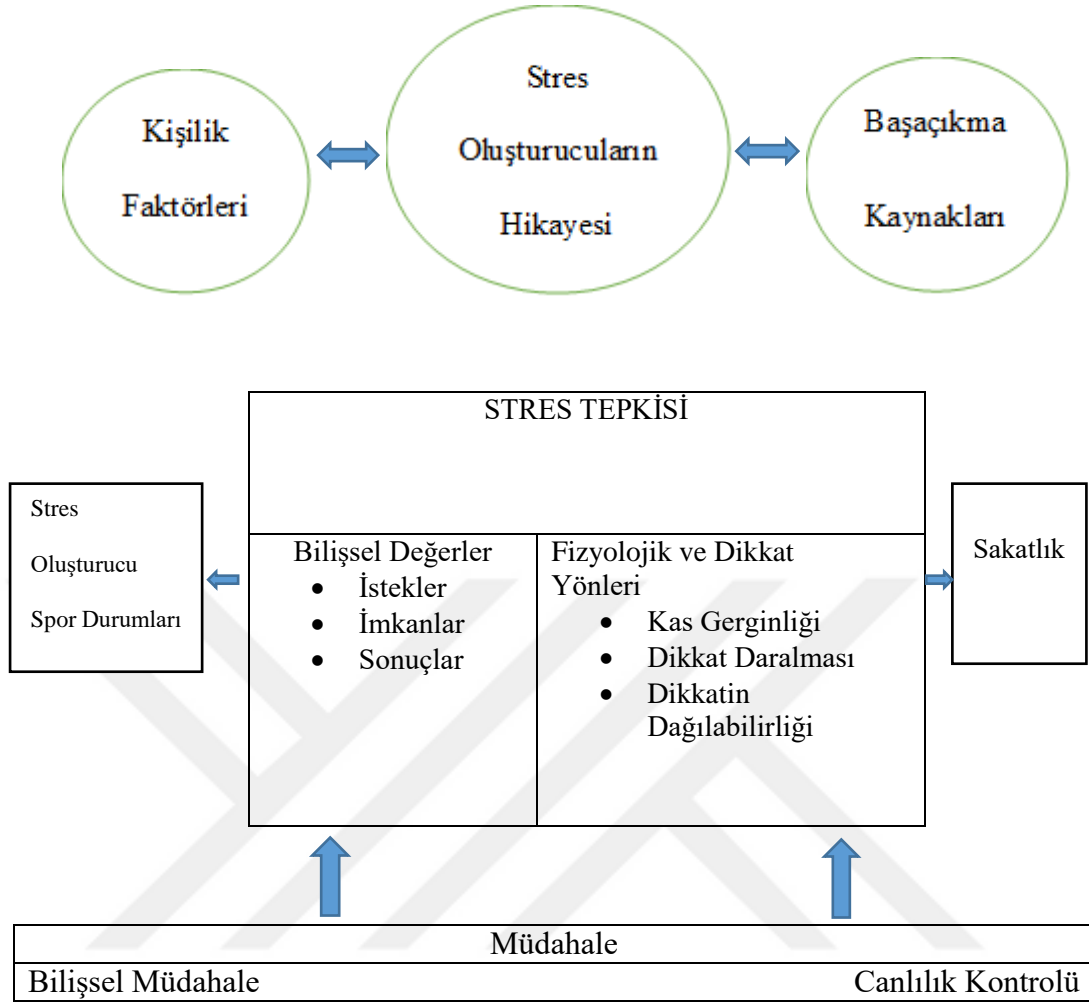 Kişilik
Faktörleri
Stres
Oluşturucuların
Hikayesi
Başaçıkma
Kaynakları
STRES TEPKİSİ
Stres
Oluşturucu
Spor Durumları
Bilişsel Değerler
• İstekler
• İmkanlar
• Sonuçlar
Fizyolojik ve Dikkat
Yönleri
• Kas Gerginliği
• Dikkat Daralması
• Dikkatin
Dağılabilirliği
Sakatlık
Müdahale
Bilişsel Müdahale
Canlılık Kontrolü